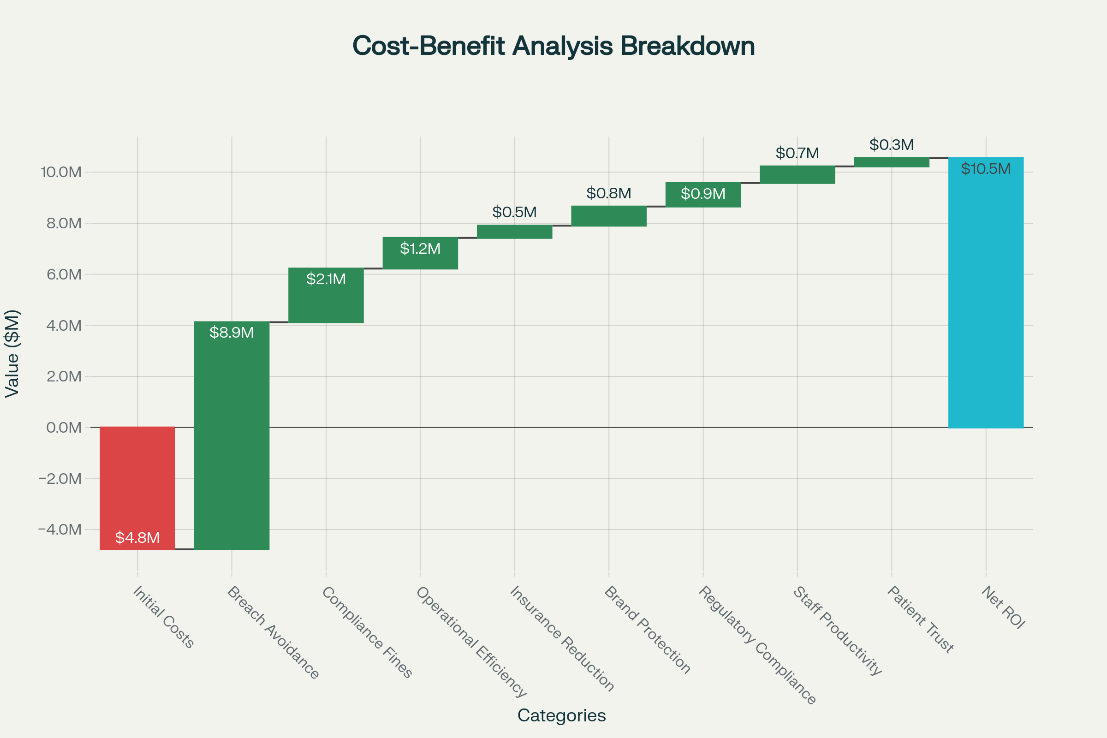 Cost-Benefit Analysis Breakdown
Value ($M)
10.0M
8.0M
6.0M
4.0M
2.0M
0.0M
−2.0M
−4.0M
$4.8M
$8.9M
$2.1M
$1.2M
$0.5M
$0.8M
$0.9M
$0.7M
$0.3M
$10.5M
Initial Costs
Breach Avoidance
Compliance Fines
Operational Efficiency
Insurance Reduction
Brand Protection
Regulatory Compliance
Staff Productivity
Patient Trust
Net ROI
Categories